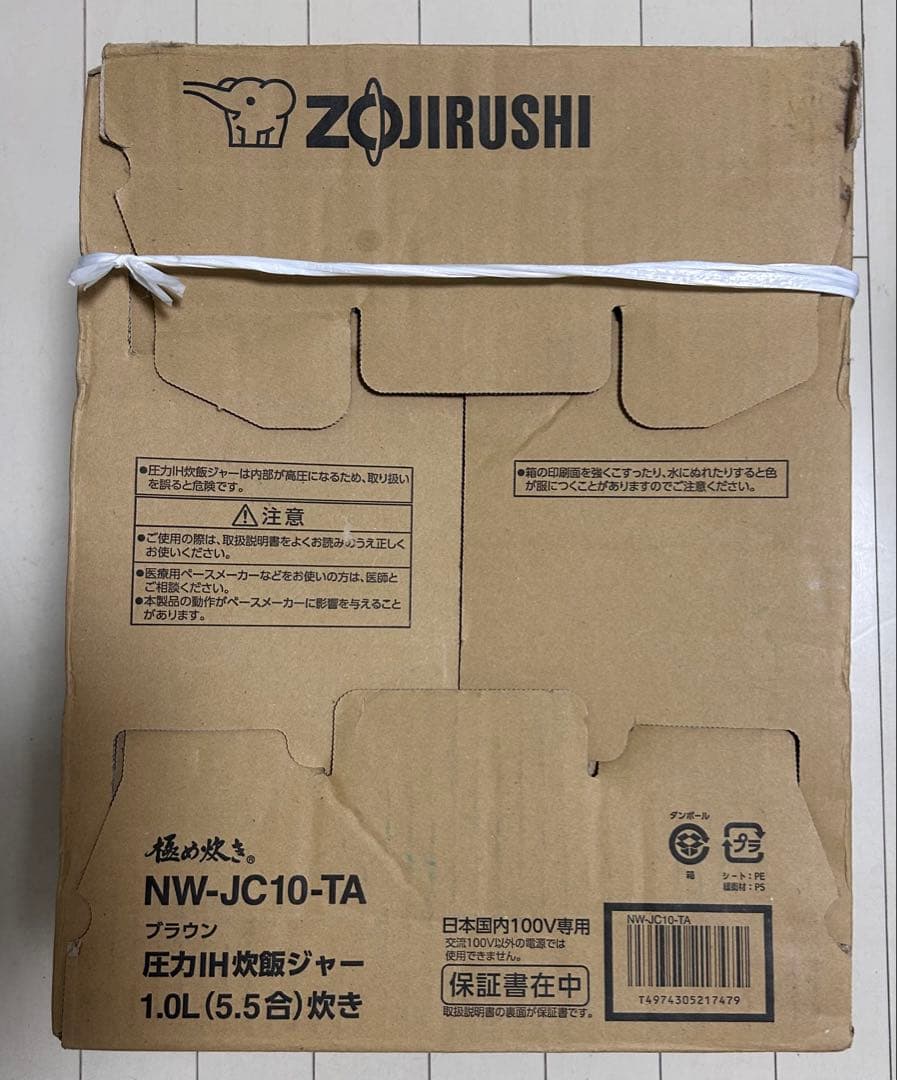 ZOJIRUSHI
●圧力IH炊飯ジャーは内部が高圧になるため、取り扱い
を誤ると危険です。
⚠注意
●ご使用の際は、取扱説明書をよくお読みのうえ正しく
お使いください。
●医療用ペースメーカーなどをお使いの方は、医師と
ご相談ください。
●本製品の動作がペースメーカーに影響を与えること
があります。
●箱の印刷面を強くこすったり、水にぬれたりすると色
が服につくことがありますのでご注意ください。
極め炊き®
NW-JC10-TA
ブラウン
圧力IH炊飯ジャー
1.0L(5.5合)炊き
ダンボール
箱
プラ
シート:PE
緩衝材:PS
日本国内100V専用
交流100V以外の電源では
使用できません。
保証書在中
取扱説明書の裏面が保証書です。
NW-JC10-TA
T4974305217479